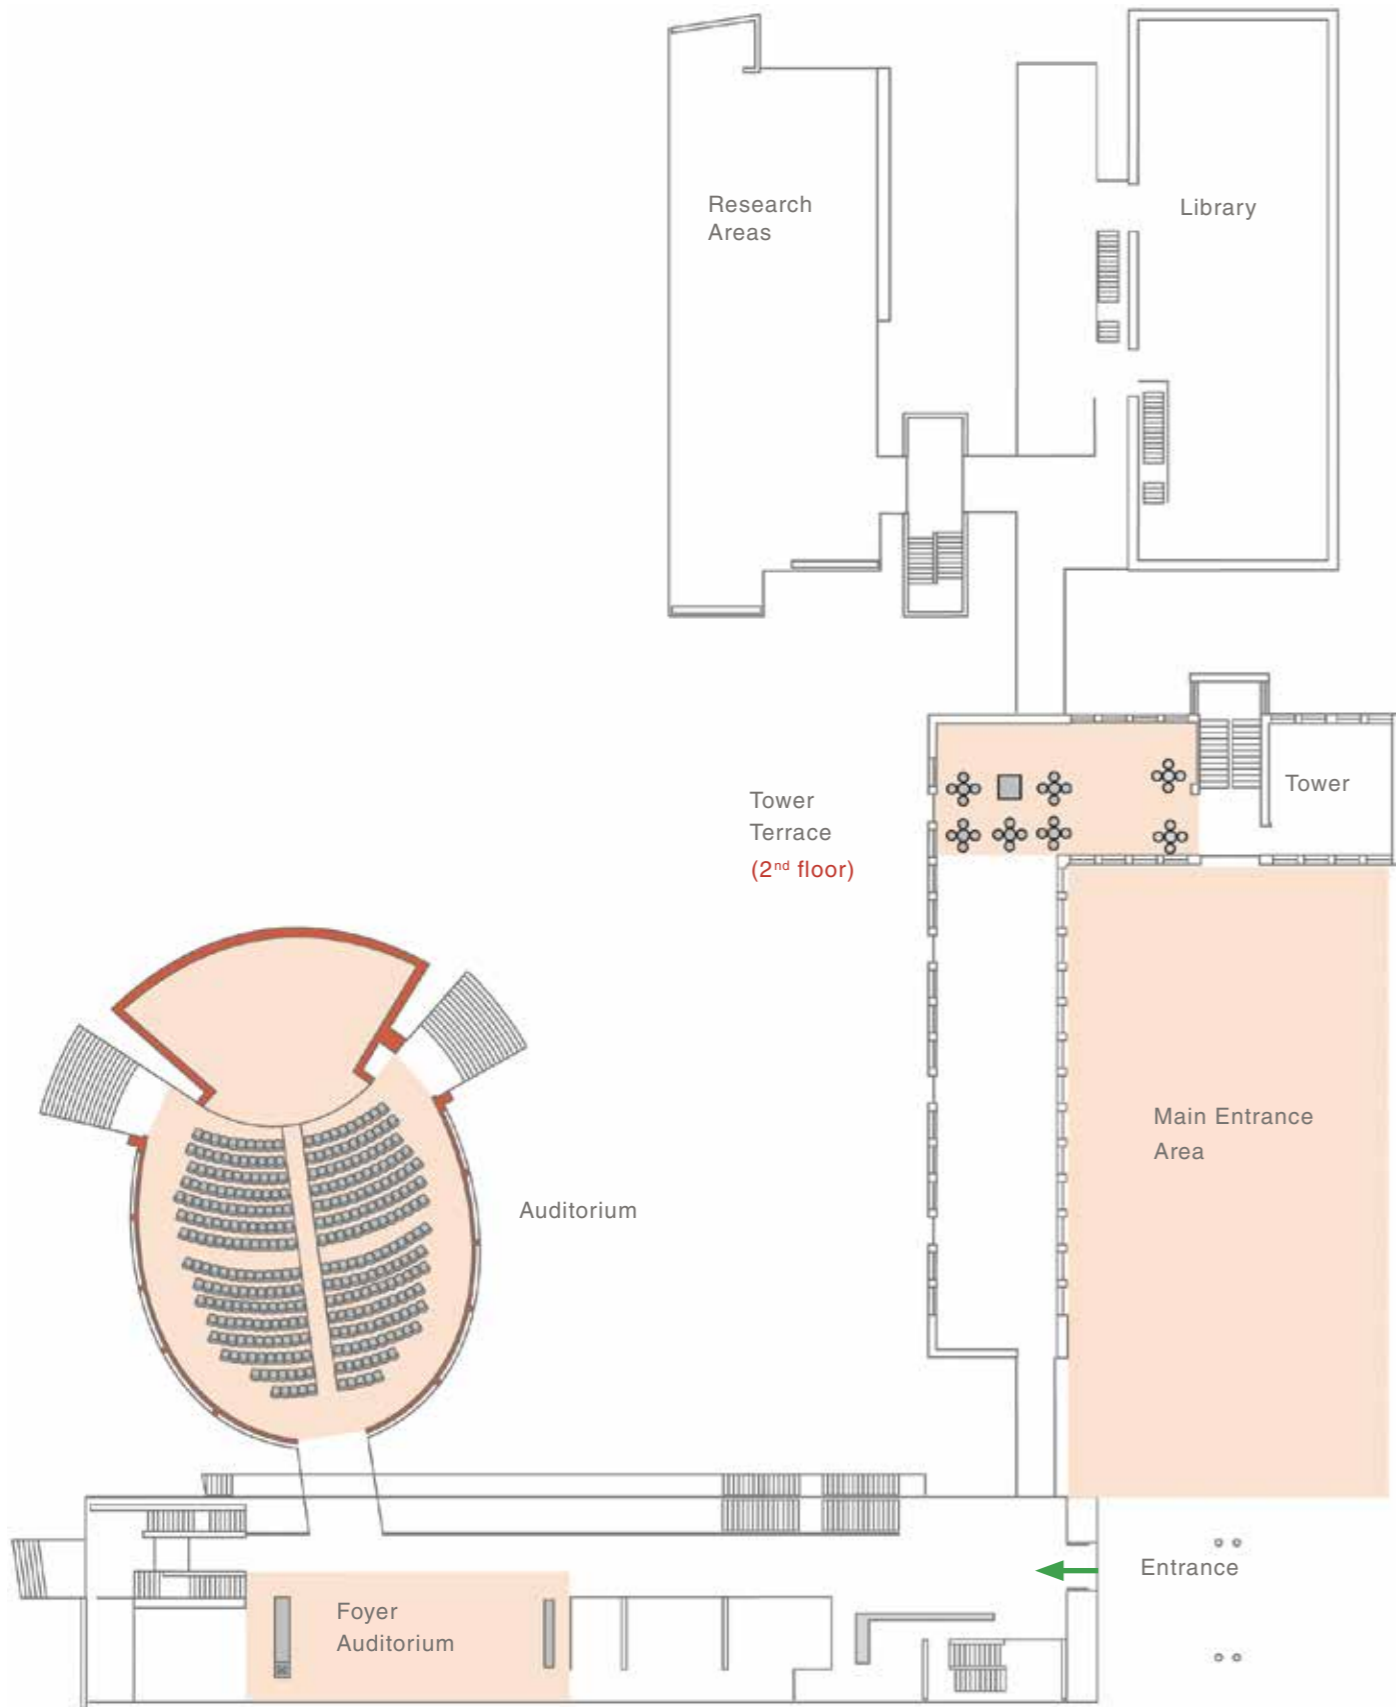 Research
Areas
Library
Tower
Terrace
(2nd floor)
Tower
Main Entrance
Area
Auditorium
Entrance
Foyer
Auditorium